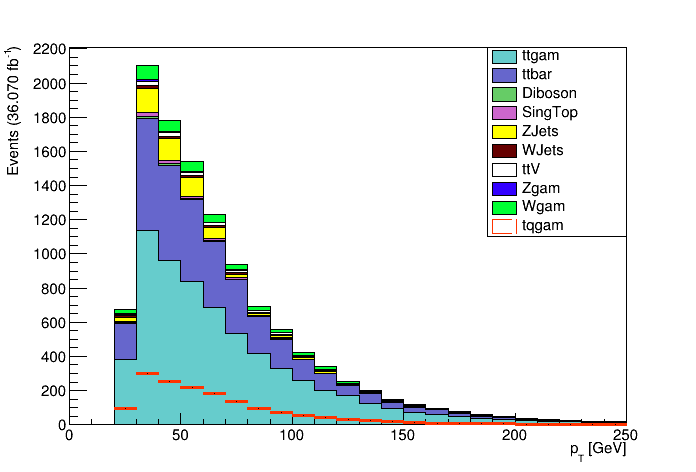 Events (36.070 fb⁻¹)
2200
2000
1800
1600
1400
1200
1000
800
600
400
200
0
0 50 100 150 200 250
p_T [GeV]
ttgam
ttbar
Diboson
SingTop
ZJets
WJets
ttV
Zgam
Wgam
tqgam